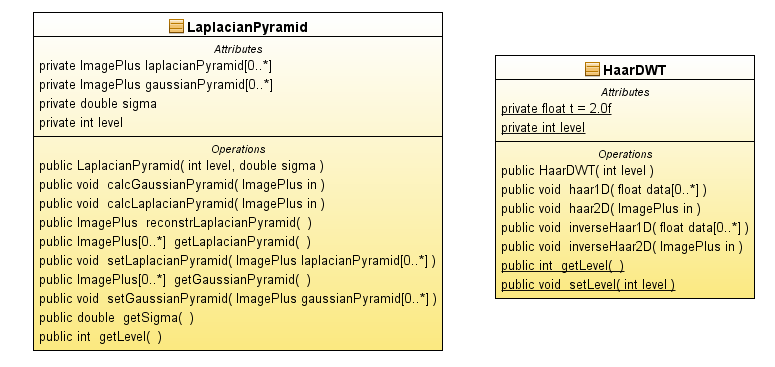 LaplacianPyramid
Attributes
private ImagePlus laplacianPyramid[0..*]
private ImagePlus gaussianPyramid[0..*]
private double sigma
private int level
Operations
public LaplacianPyramid( int level, double sigma )
public void calcGaussianPyramid( ImagePlus in )
public void calcLaplacianPyramid( ImagePlus in )
public ImagePlus reconstrLaplacianPyramid( )
public ImagePlus[0..*] getLaplacianPyramid( )
public void setLaplacianPyramid( ImagePlus laplacianPyramid[0..*] )
public ImagePlus[0..*] getGaussianPyramid( )
public void setGaussianPyramid( ImagePlus gaussianPyramid[0..*] )
public double getSigma( )
public int getLevel( )
HaarDWT
Attributes
private float t = 2.0f
private int level
Operations
public HaarDWT( int level )
public void haar1D( float data[0..*] )
public void haar2D( ImagePlus in )
public void inverseHaar1D( float data[0..*] )
public void inverseHaar2D( ImagePlus in )
public int getLevel( )
public void setLevel( int level )